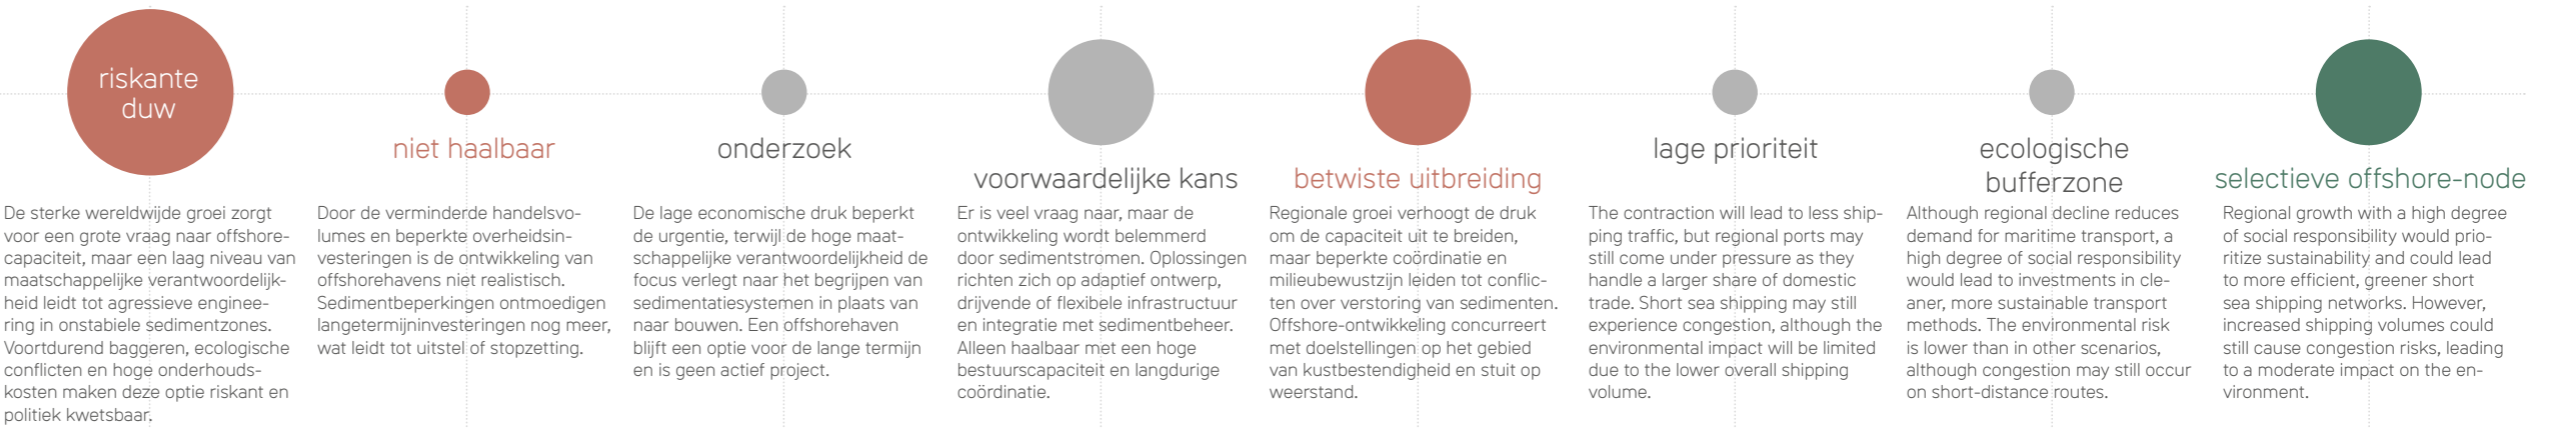 riskante
duw
De sterke wereldwijde groei zorgt
voor een grote vraag naar offshore-
capaciteit, maar een laag niveau van
maatschappelijke verantwoordelijk-
heid leidt tot agressieve enginee-
ring in onstabiele sedimentzones.
Voortdurend baggeren, ecologische
conflicten en hoge onderhouds-
kosten maken deze optie riskant en
politiek kwetsbaar.
niet haalbaar
Door de verminderde handelsvo-
lumes en beperkte overheidsin-
vesteringen is de ontwikkeling van
offshorehavens niet realistisch.
Sedimentbeperkingen ontmoedigen
langetermijninvesteringen nog meer,
wat leidt tot uitstel of stopzetting.
onderzoek
De lage economische druk beperkt
de urgentie, terwijl de hoge maat-
schappelijke verantwoordelijkheid de
focus verlegt naar het begrijpen van
sedimentatiesystemen in plaats van
naar bouwen. Een offshorehaven
blijft een optie voor de lange termijn
en is geen actief project.
voorwaardelijke kans
Er is veel vraag naar, maar de
ontwikkeling wordt belemmerd
door sedimentstromen. Oplossingen
richten zich op adaptief ontwerp,
drijvende of flexibele infrastructuur
en integratie met sedimentbeheer.
Alleen haalbaar met een hoge
bestuurscapaciteit en langdurige
coördinatie.
betwiste uitbreiding
Regionale groei verhoogt de druk
om de capaciteit uit te breiden,
maar beperkte coördinatie en
milieubewustzijn leiden tot conflic-
ten over verstoring van sedimenten.
Offshore-ontwikkeling concurreert
met doelstellingen op het gebied
van kustbestendigheid en stuit op
weerstand.
lage prioriteit
The contraction will lead to less ship-
ping traffic, but regional ports may
still come under pressure as they
handle a larger share of domestic
trade. Short sea shipping may still
experience congestion, although the
environmental impact will be limited
due to the lower overall shipping
volume.
ecologische
bufferzone
Although regional decline reduces
demand for maritime transport, a
high degree of social responsibility
would lead to investments in cle-
aner, more sustainable transport
methods. The environmental risk
is lower than in other scenarios,
although congestion may still occur
on short-distance routes.
selectieve offshore-node
Regional growth with a high degree
of social responsibility would prio-
ritize sustainability and could lead
to more efficient, greener short
sea shipping networks. However,
increased shipping volumes could
still cause congestion risks, leading
to a moderate impact on the en-
vironment.